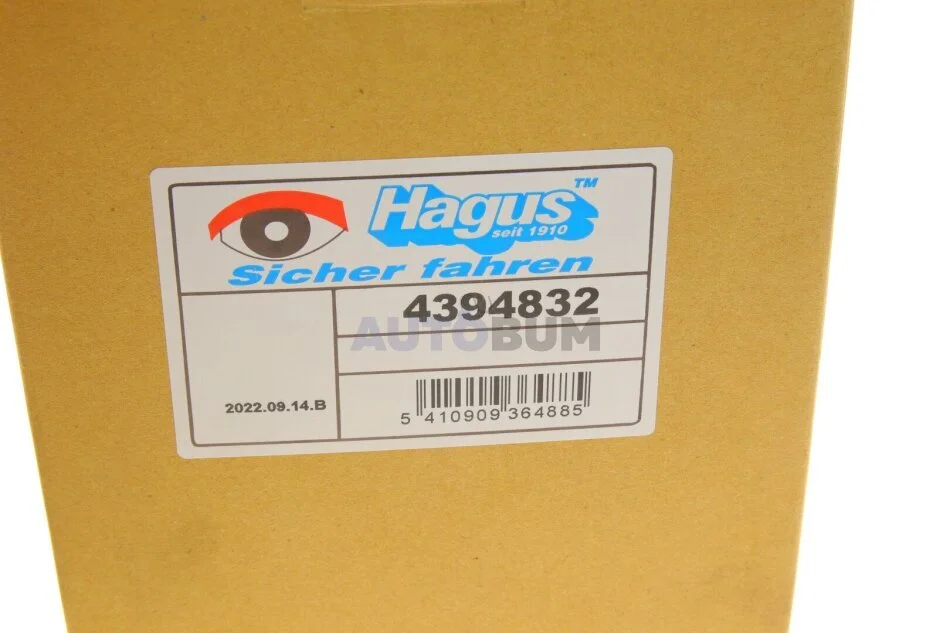 Hagus™
seit 1910
Sicher fahren
4394832
AUTOBUM
2022.09.14.B
5 410909 364885